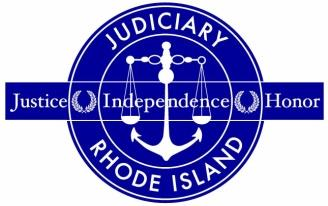 JUDICIARY
Justice Independence Honor
RHODE ISLAND